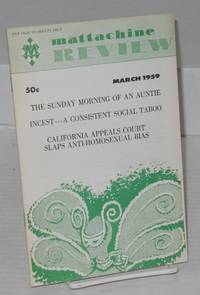 mattachine
REVIEW
50¢
MARCH 1959
THE SUNDAY MORNING OF AN AUNTIE
INCEST---A CONSISTENT SOCIAL TABOO
CALIFORNIA APPEALS COURT
SLAPS ANTI-HOMOSEXUAL BIAS